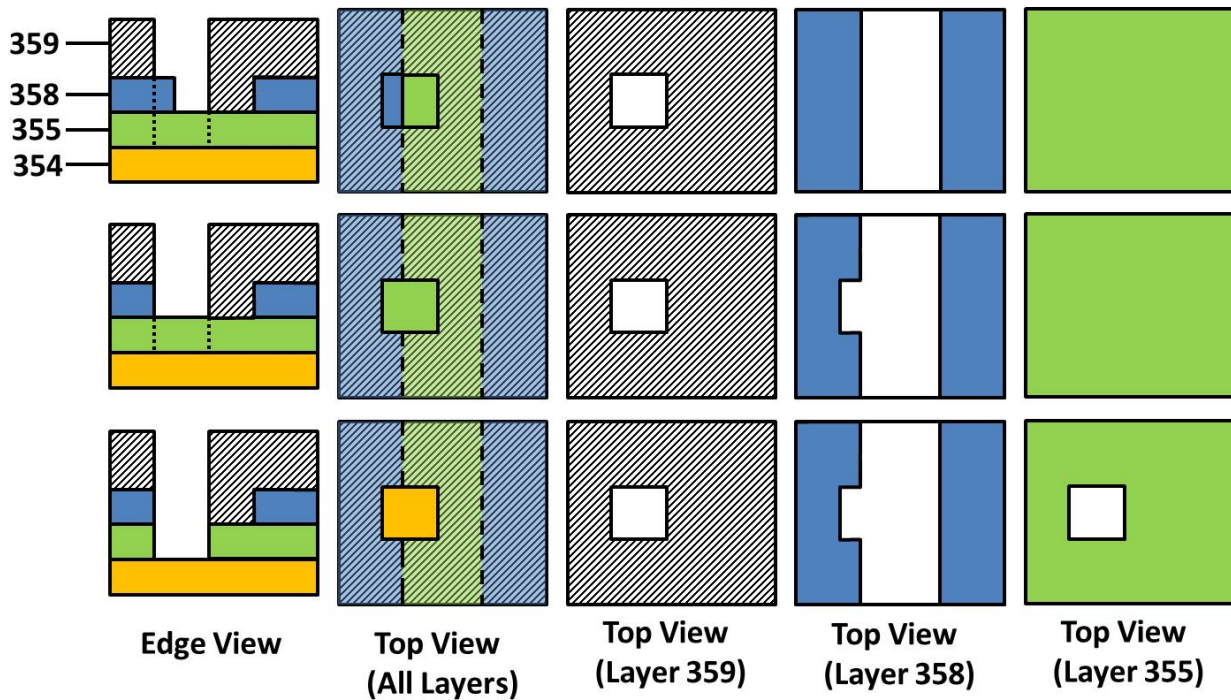 359
358
355
354
Edge View
Top View
(All Layers)
Top View
(Layer 359)
Top View
(Layer 358)
Top View
(Layer 355)